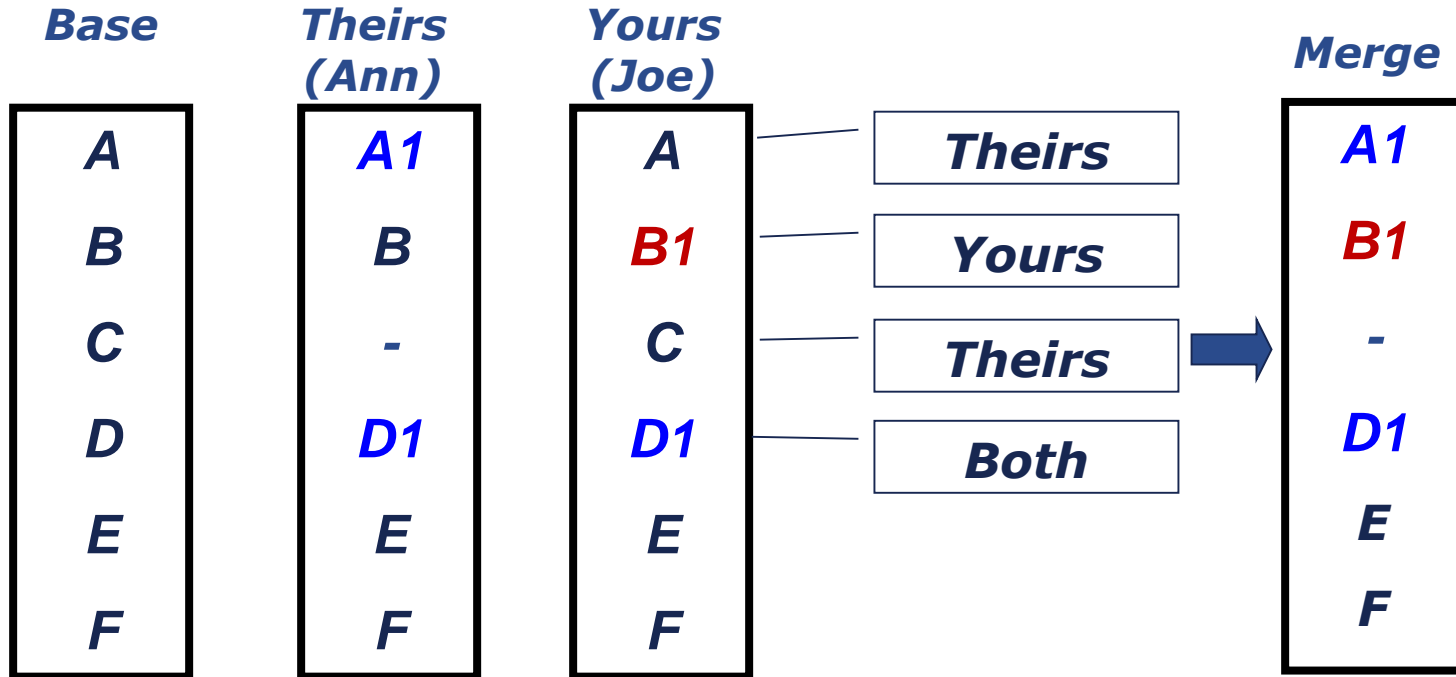 Base
Theirs
(Ann)
Yours
(Joe)
Merge
A A1 A Theirs A1
B B B1 Yours B1
C - C Theirs -
D D1 D1 Both D1
E E E E
F F F F